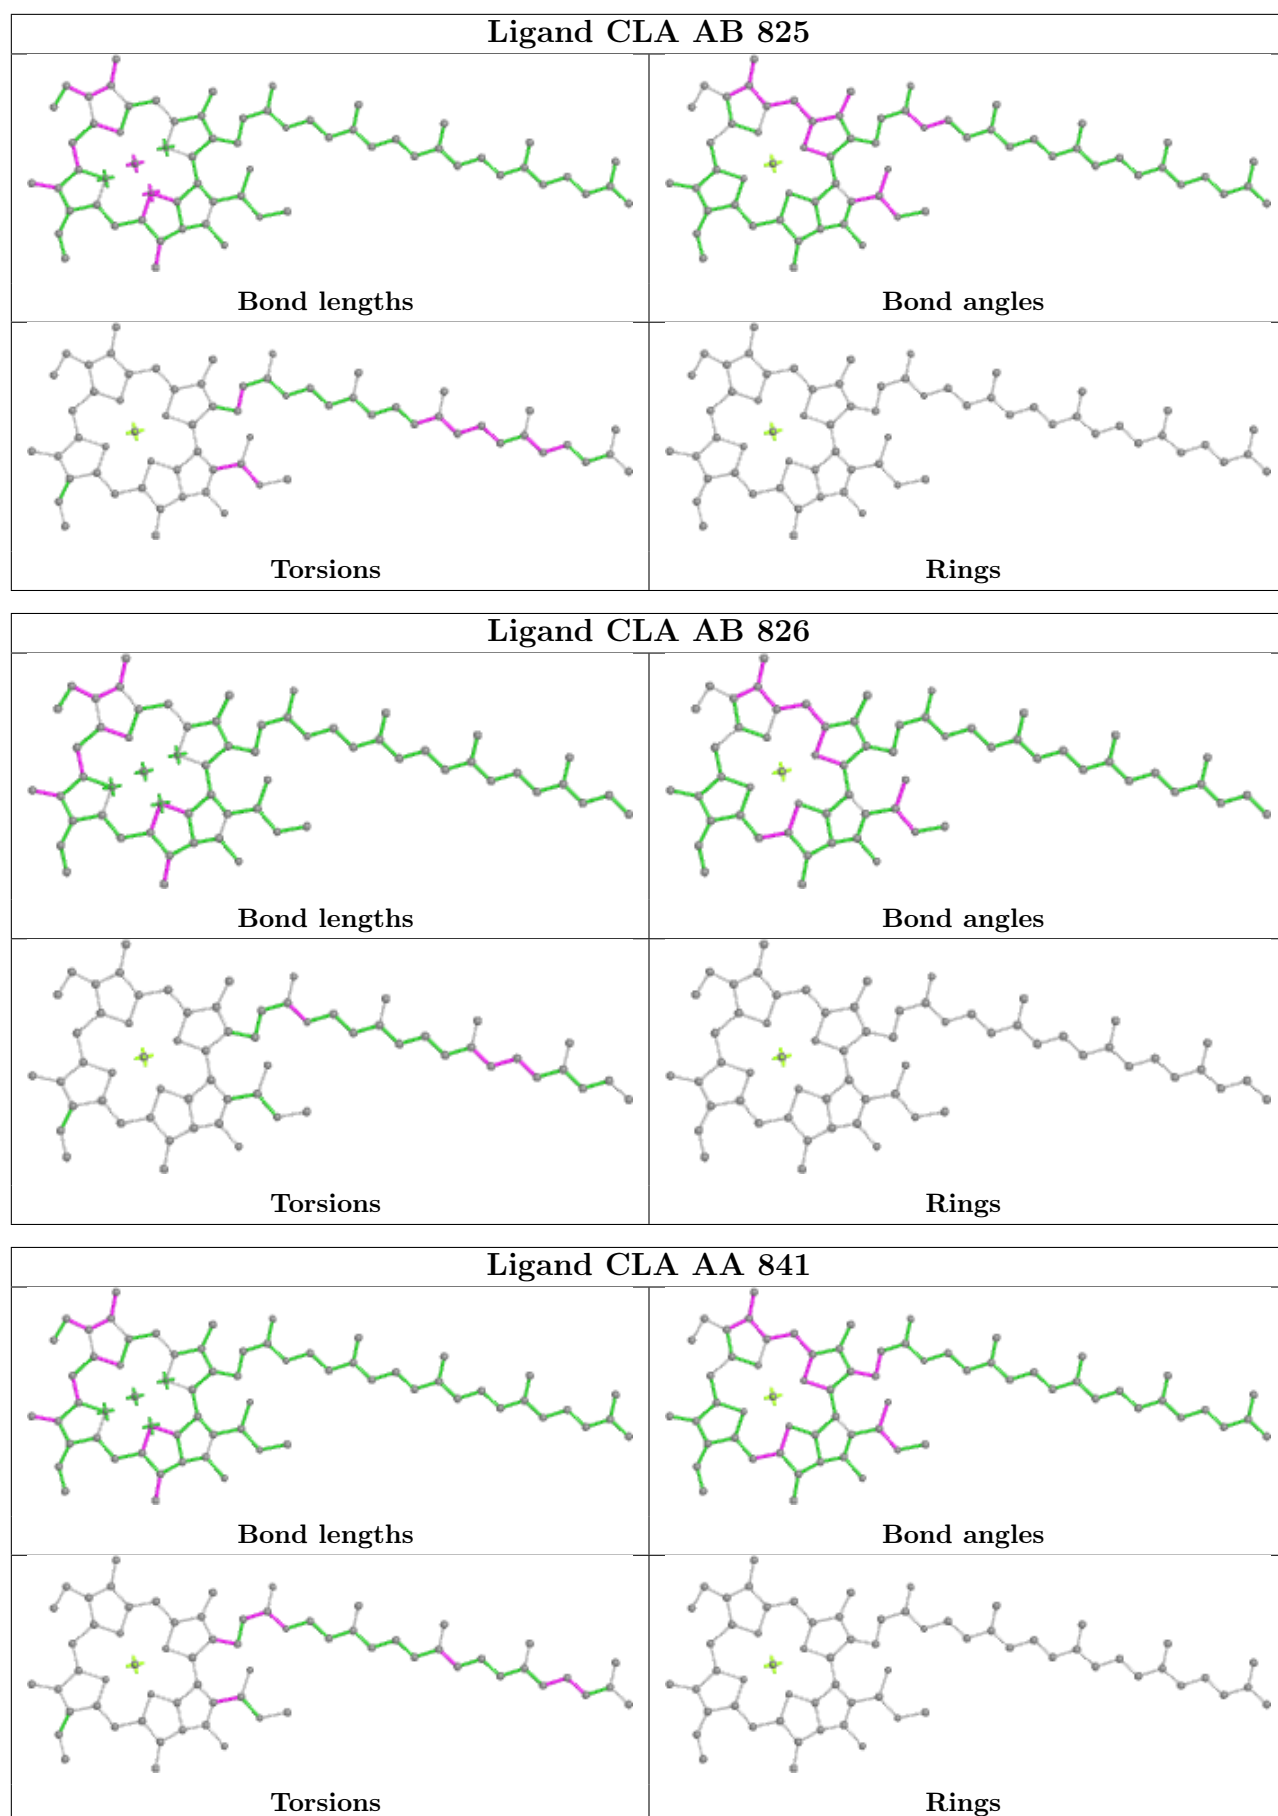 Ligand CLA AB 825
Bond lengths
Bond angles
Torsions
Rings
Ligand CLA AB 826
Bond lengths
Bond angles
Torsions
Rings
Ligand CLA AA 841
Bond lengths
Bond angles
Torsions
Rings